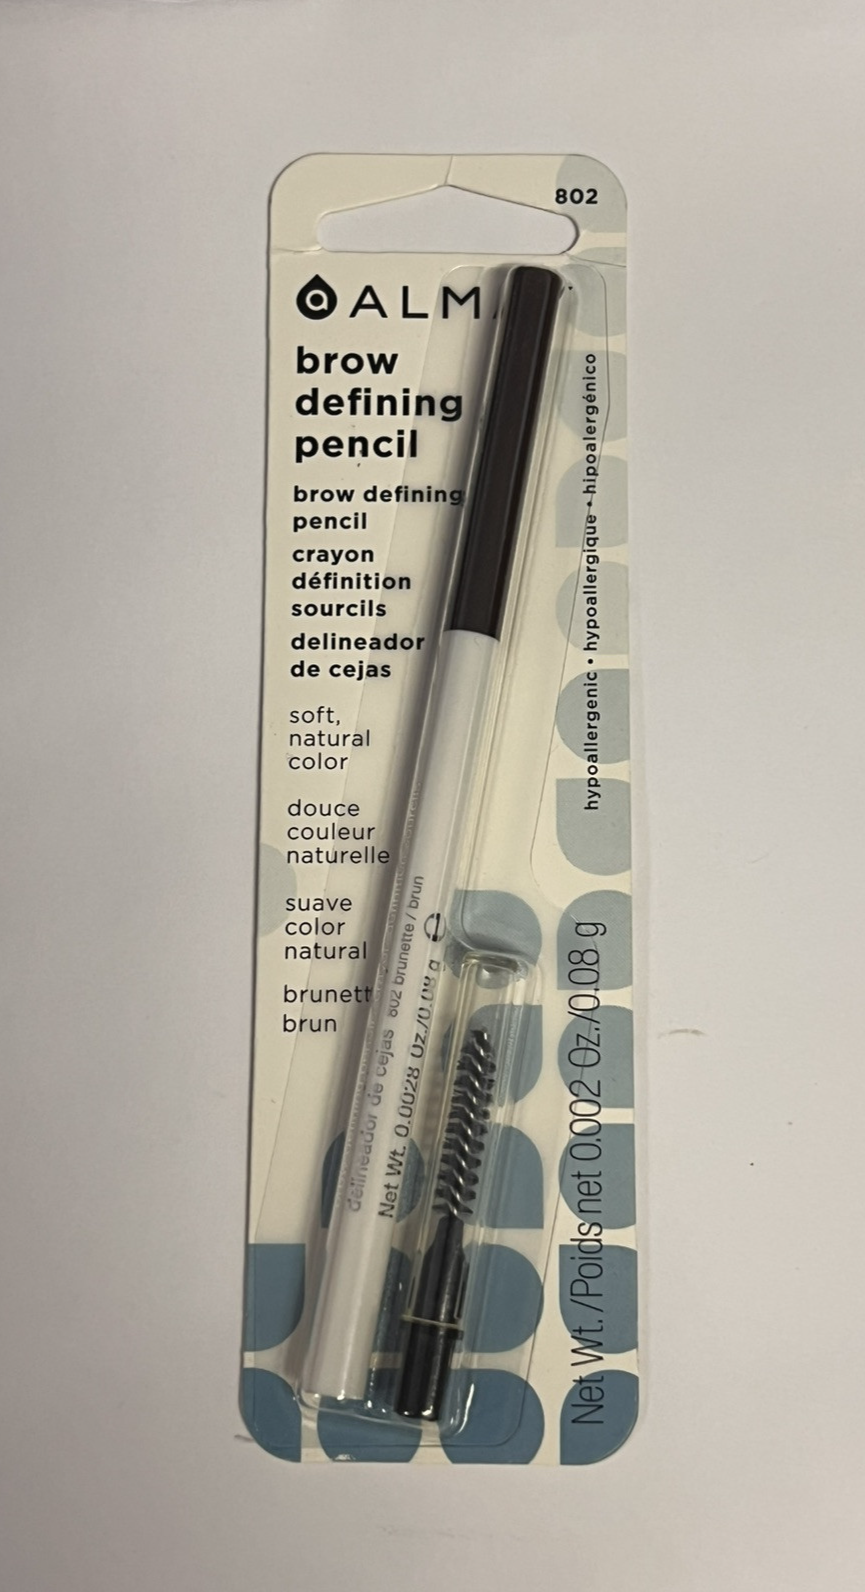 802
ALM
brow
defining
pencil
brow defining
pencil
crayon
définition
sourcils
delineador
de cejas
soft,
natural
color
douce
couleur
naturelle
suave
color
natural
brunett
brun
hypoallergenic • hypoallergique • hipoalergénico
Net Wt. /Poids net 0.002 Oz./0.08 g
delineador de cejas 802 brunette / brun
Net Wt. 0.0028 Oz./0.08 g e